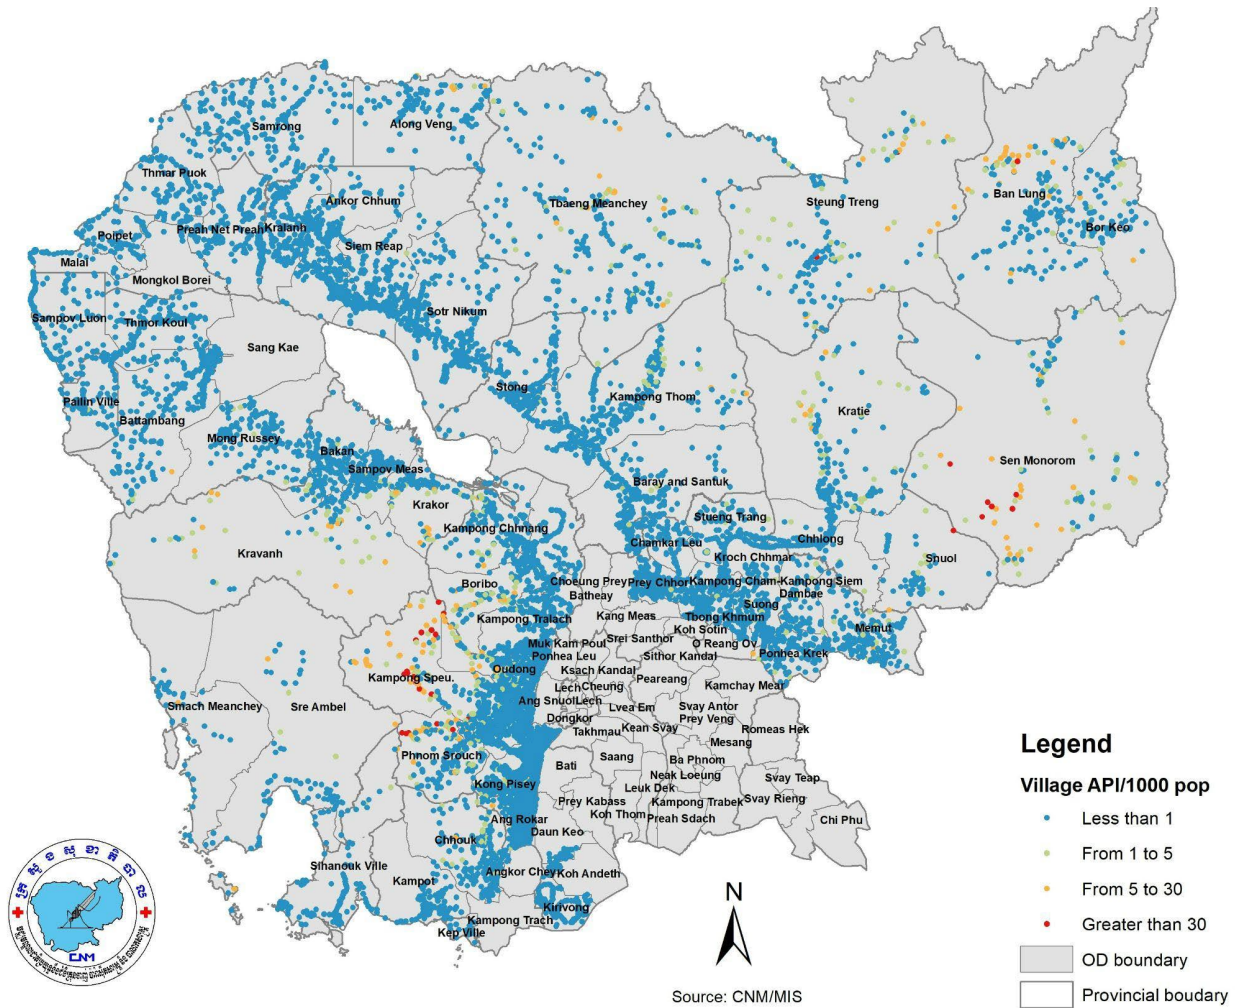 Samrong
Along Veng
Thmar Puok
Ankor Chhum
Tbaeng Meanchey
Steung Treng
Ban Lung
Bor Keo
Poipet
Preah Net Preah
Kralanh
Siem Reap
Malai
Mongkol Borei
Sampov Luon
Thmor Koul
Sang Kae
Sotr Nikum
Pailin Ville
Battambang
Stong
Kampong Thom
Kratie
Mong Russey
Bakan
Sampov Meas
Sen Monorom
Baray and Santuk
Krakor
Kampong Chhnang
Stueng Trang
Chamkar Leu
Chhlong
Kravanh
Kroch Chhmar
Snuol
Boribo
Choeung Prey
Prey Chhor
Kampong Cham-Kampong Siem
Batheay
Dambae
Suong
Kampong Tralach
Kang Meas
Tbong Khmum
Memut
Koh Sotin
Muk Kam Poul
Srei Santhor
O Reang Ov
Ponhea Leu
Sithor Kandal
Ponhea Krek
Oudong
Ksach Kandal
Kampong Speu.
Peareang
Lech
Cheung
Kamchay Mear
Smach Meanchey
Sre Ambel
Ang Snuol
Lech
Lvea Em
Svay Antor
Dongkor
Prey Veng
Takhmau
Kean Svay
Romeas Hek
Mesang
Phnom Srouch
Bati
Saang
Ba Phnom
Neak Loeung
Svay Teap
Kong Pisey
Leuk Dek
Prey Kabass
Kampong Trabek
Svay Rieng
Koh Thom
Preah Sdach
Chi Phu
Ang Rokar
Daun Keo
Chhouk
Sihanouk Ville
Kampot
Angkor Chey
Koh Andeth
Kirivong
Kampong Trach
Kep Ville
Legend
Village API/1000 pop
Less than 1
From 1 to 5
From 5 to 30
Greater than 30
OD boundary
Provincial boudary
N
Source: CNM/MIS
CNM